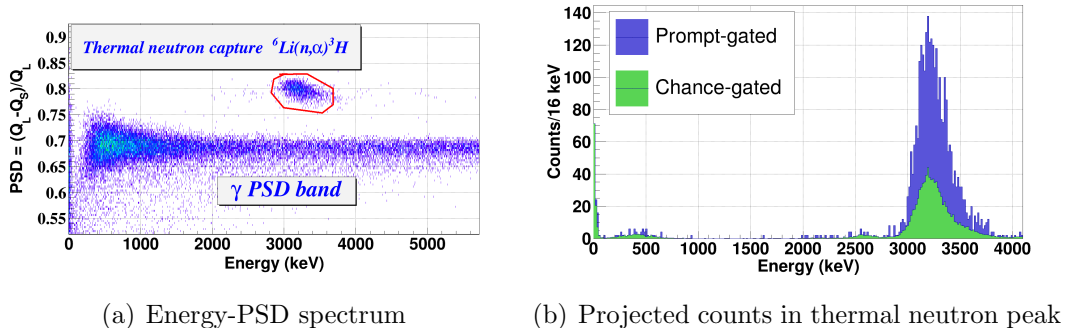 Thermal neutron capture ⁶Li(n,α)³H
γ PSD band
PSD = (Q_L-Q_S)/Q_L
0.9
0.85
0.8
0.75
0.7
0.65
0.6
0.55
0 1000 2000 3000 4000 5000
Energy (keV)
(a) Energy-PSD spectrum
Prompt-gated
Chance-gated
Counts/16 keV
140
120
100
80
60
40
20
0
0 500 1000 1500 2000 2500 3000 3500 4000
Energy (keV)
(b) Projected counts in thermal neutron peak